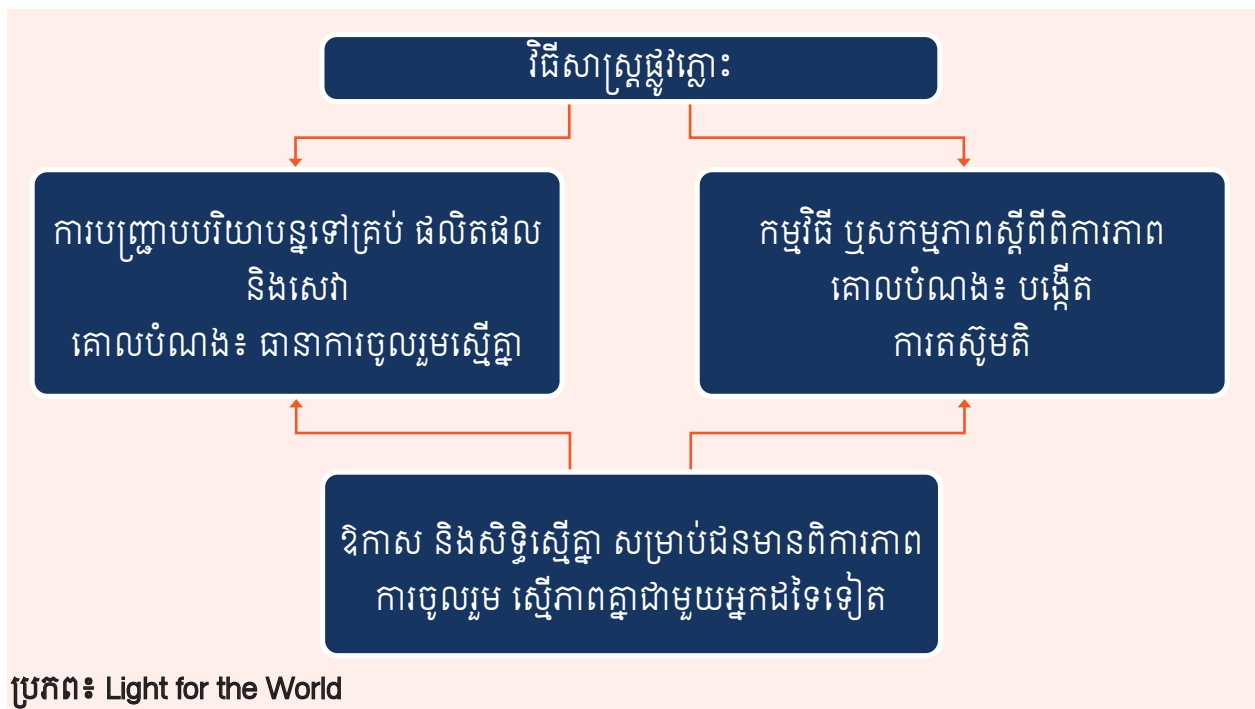 វិធីសាស្ត្រផ្លូវភ្លោះ
ការបញ្ជ្រាបបរិយាបន្នទៅគ្រប់ ផលិតផល
និងសេវា
គោលបំណង៖ ធានាការចូលរួមស្មើគ្នា
កម្មវិធី ឬសកម្មភាពស្តីពីពិការភាព
គោលបំណង៖ បង្កើត
ការតស៊ូមតិ
ឱកាស និងសិទ្ធិស្មើគ្នា សម្រាប់ជនមានពិការភាព
ការចូលរួម ស្មើភាពគ្នាជាមួយអ្នកដទៃទៀត
ប្រភព៖ Light for the World